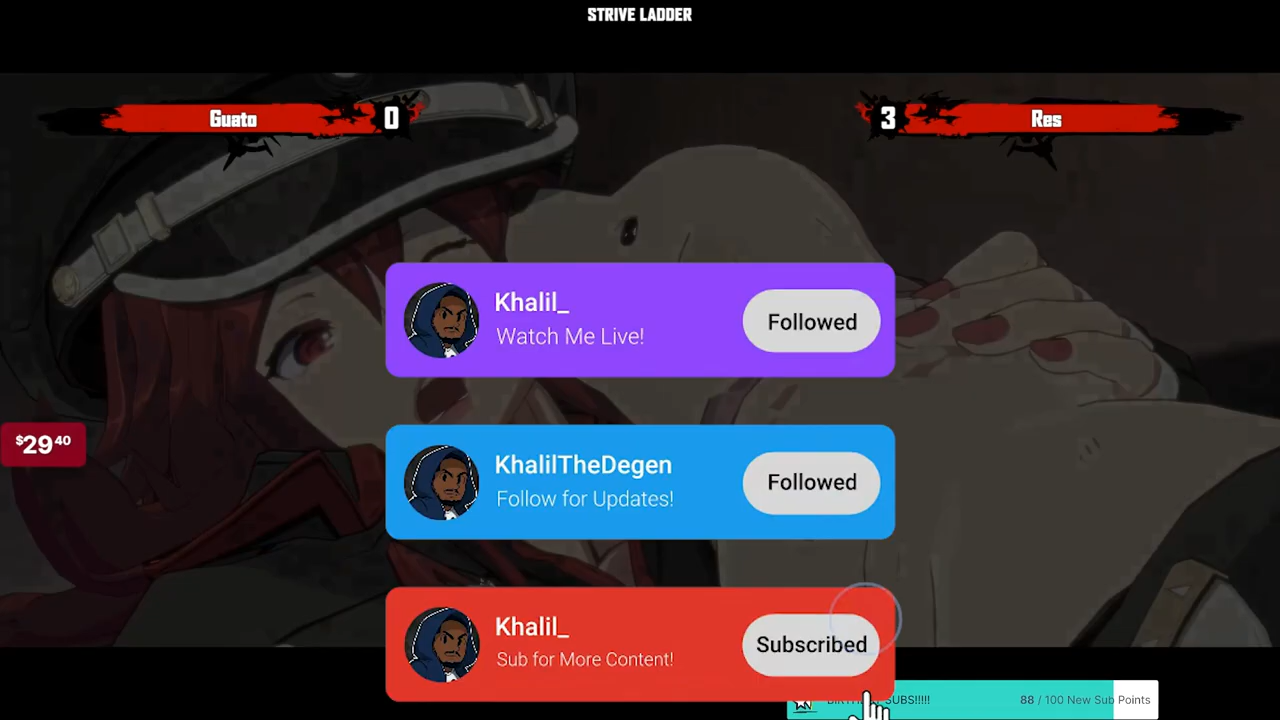 STRIVE LADDER
Guato 0
3 Res
Khalil_
Watch Me Live!
Followed
$29 40
KhalilTheDegen
Follow for Updates!
Followed
Khalil_
Sub for More Content!
Subscribed
SUBS!!!!! 88 / 100 New Sub Points